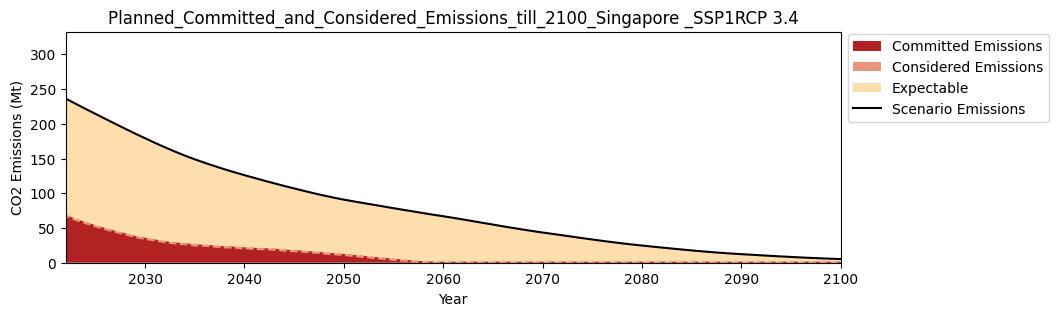 Planned_Committed_and_Considered_Emissions_till_2100_Singapore _SSP1RCP 3.4
CO2 Emissions (Mt)
300
250
200
150
100
50
0
2030 2040 2050 2060 2070 2080 2090 2100
Year
Committed Emissions
Considered Emissions
Expectable
Scenario Emissions